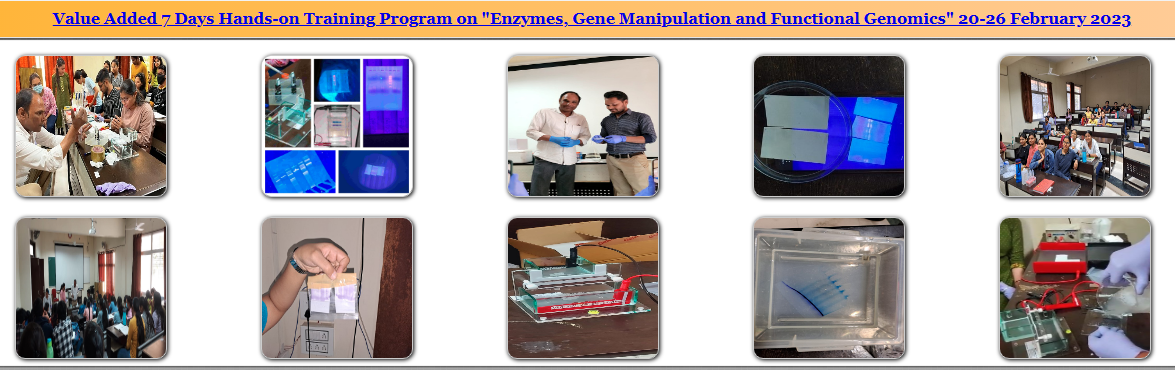 Value Added 7 Days Hands-on Training Program on "Enzymes, Gene Manipulation and Functional Genomics" 20-26 February 2023